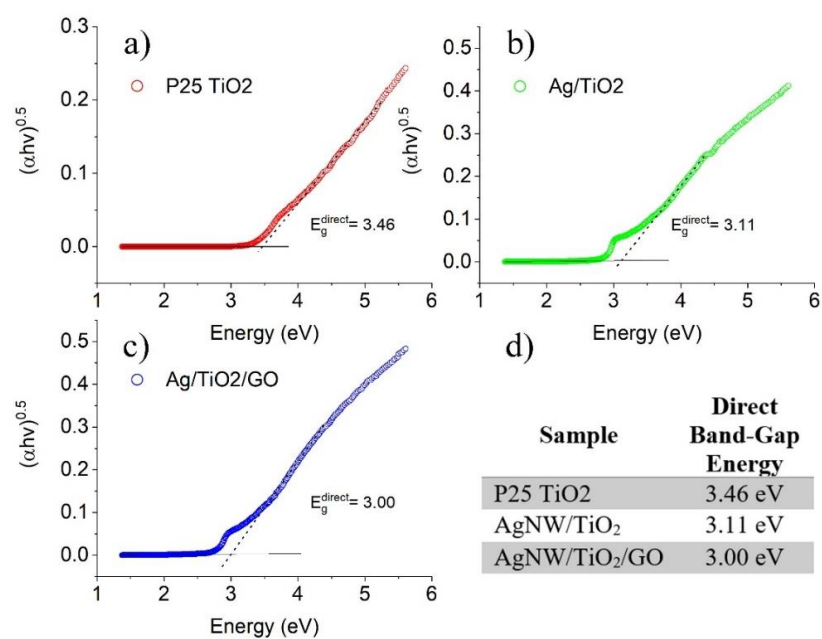 a)
P25 TiO2
(αhv)^0.5
0.3
0.2
0.1
0.0
E_g^direct= 3.46
1 2 3 4 5 6
Energy (eV)
b)
Ag/TiO2
(αhv)^0.5
0.5
0.4
0.3
0.2
0.1
0.0
E_g^direct= 3.11
1 2 3 4 5 6
Energy (eV)
c)
Ag/TiO2/GO
(αhv)^0.5
0.5
0.4
0.3
0.2
0.1
0.0
E_g^direct= 3.00
1 2 3 4 5 6
Energy (eV)
d)
Sample Direct
Band-Gap
Energy
P25 TiO2 3.46 eV
AgNW/TiO₂ 3.11 eV
AgNW/TiO₂/GO 3.00 eV